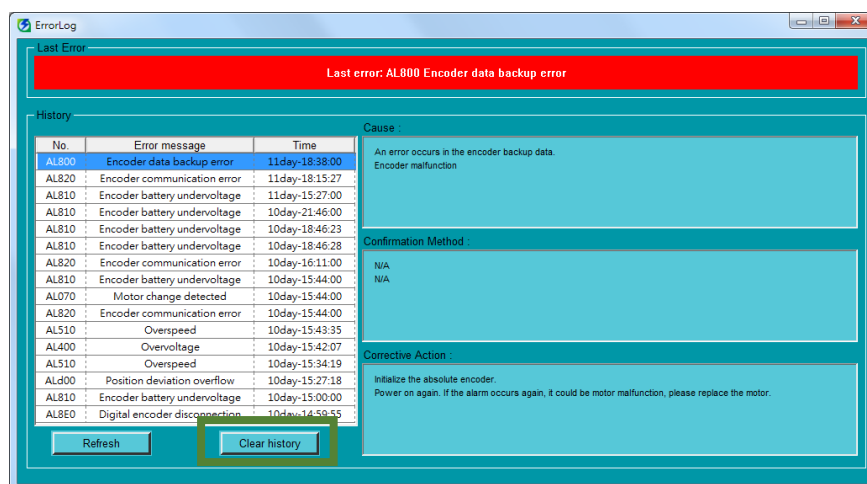 ErrorLog
Last Error
Last error: AL800 Encoder data backup error
History
No. Error message Time
AL800 Encoder data backup error 11day-18:38:00
AL820 Encoder communication error 11day-18:15:27
AL810 Encoder battery undervoltage 11day-15:27:00
AL810 Encoder battery undervoltage 10day-21:46:00
AL810 Encoder battery undervoltage 10day-18:46:23
AL810 Encoder battery undervoltage 10day-18:46:28
AL820 Encoder communication error 10day-16:11:00
AL810 Encoder battery undervoltage 10day-15:44:00
AL070 Motor change detected 10day-15:44:00
AL820 Encoder communication error 10day-15:44:00
AL510 Overspeed 10day-15:43:35
AL400 Overvoltage 10day-15:42:07
AL510 Overspeed 10day-15:34:19
ALd00 Position deviation overflow 10day-15:27:18
AL810 Encoder battery undervoltage 10day-15:00:00
AL8E0 Digital encoder disconnection 10day-14:59:55
Refresh Clear history
Cause :
An error occurs in the encoder backup data.
Encoder malfunction
Confirmation Method :
N/A
N/A
Corrective Action :
Initialize the absolute encoder.
Power on again. If the alarm occurs again, it could be motor malfunction, please replace the motor.